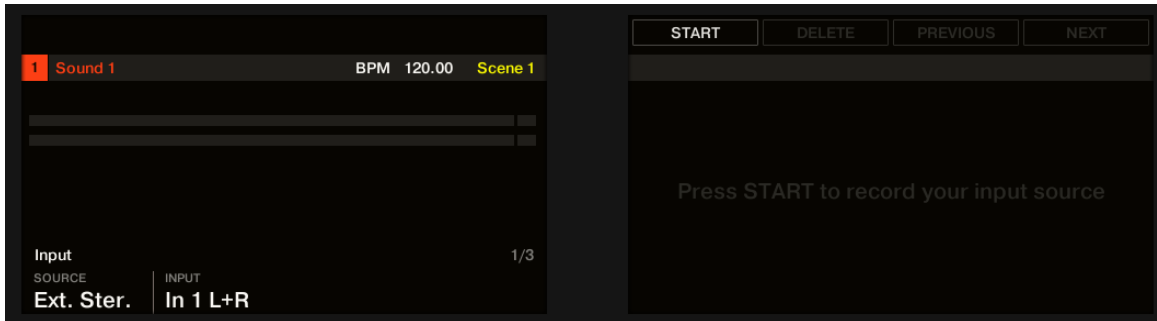 START DELETE PREVIOUS NEXT
1 Sound 1 BPM 120.00 Scene 1
Press START to record your input source
Input 1/3
SOURCE INPUT
Ext. Ster. In 1 L+R